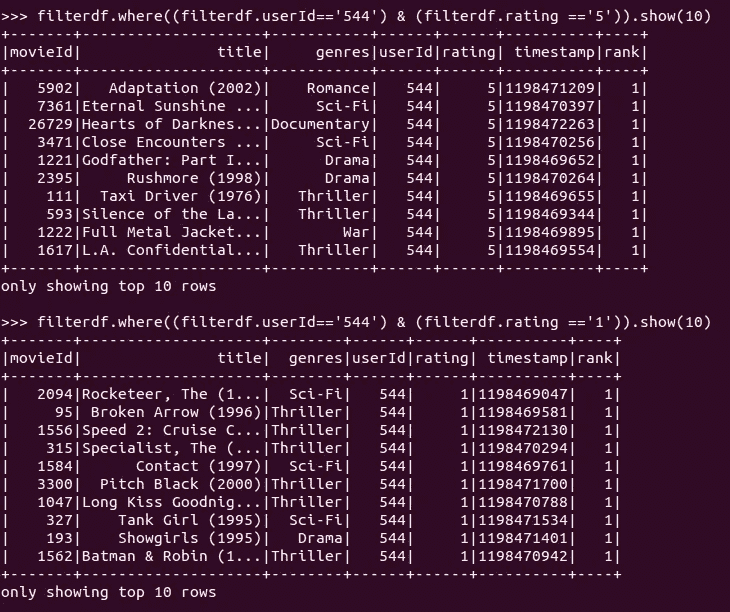 >>> filterdf.where((filterdf.userId=='544') & (filterdf.rating =='5')).show(10)
+-------+--------------------+-----------+------+------+----------+----+
|movieId|               title|     genres|userId|rating| timestamp|rank|
+-------+--------------------+-----------+------+------+----------+----+
|   5902|   Adaptation (2002)|    Romance|   544|     5|1198471209|   1|
|   7361|Eternal Sunshine ...|     Sci-Fi|   544|     5|1198470397|   1|
|  26729|Hearts of Darknes...|Documentary|   544|     5|1198472263|   1|
|   3471|Close Encounters ...|     Sci-Fi|   544|     5|1198470256|   1|
|   1221|Godfather: Part I...|      Drama|   544|     5|1198469652|   1|
|   2395|     Rushmore (1998)|      Drama|   544|     5|1198470264|   1|
|    111|  Taxi Driver (1976)|   Thriller|   544|     5|1198469655|   1|
|    593|Silence of the La...|   Thriller|   544|     5|1198469344|   1|
|   1222|Full Metal Jacket...|        War|   544|     5|1198469895|   1|
|   1617|L.A. Confidential...|   Thriller|   544|     5|1198469554|   1|
+-------+--------------------+-----------+------+------+----------+----+
only showing top 10 rows
>>> filterdf.where((filterdf.userId=='544') & (filterdf.rating =='1')).show(10)
+-------+--------------------+--------+------+------+----------+----+
|movieId|               title|  genres|userId|rating| timestamp|rank|
+-------+--------------------+--------+------+------+----------+----+
|   2094|Rocketeer, The (1...|  Sci-Fi|   544|     1|1198469047|   1|
|     95| Broken Arrow (1996)|Thriller|   544|     1|1198469581|   1|
|   1556|Speed 2: Cruise C...|Thriller|   544|     1|1198472130|   1|
|    315|Specialist, The (...|Thriller|   544|     1|1198470294|   1|
|   1584|      Contact (1997)|  Sci-Fi|   544|     1|1198469761|   1|
|   3300|  Pitch Black (2000)|Thriller|   544|     1|1198471700|   1|
|   1047|Long Kiss Goodnig...|Thriller|   544|     1|1198470788|   1|
|    327|    Tank Girl (1995)|  Sci-Fi|   544|     1|1198471534|   1|
|    193|    Showgirls (1995)|   Drama|   544|     1|1198471401|   1|
|   1562|Batman & Robin (1...|Thriller|   544|     1|1198470942|   1|
+-------+--------------------+--------+------+------+----------+----+
only showing top 10 rows